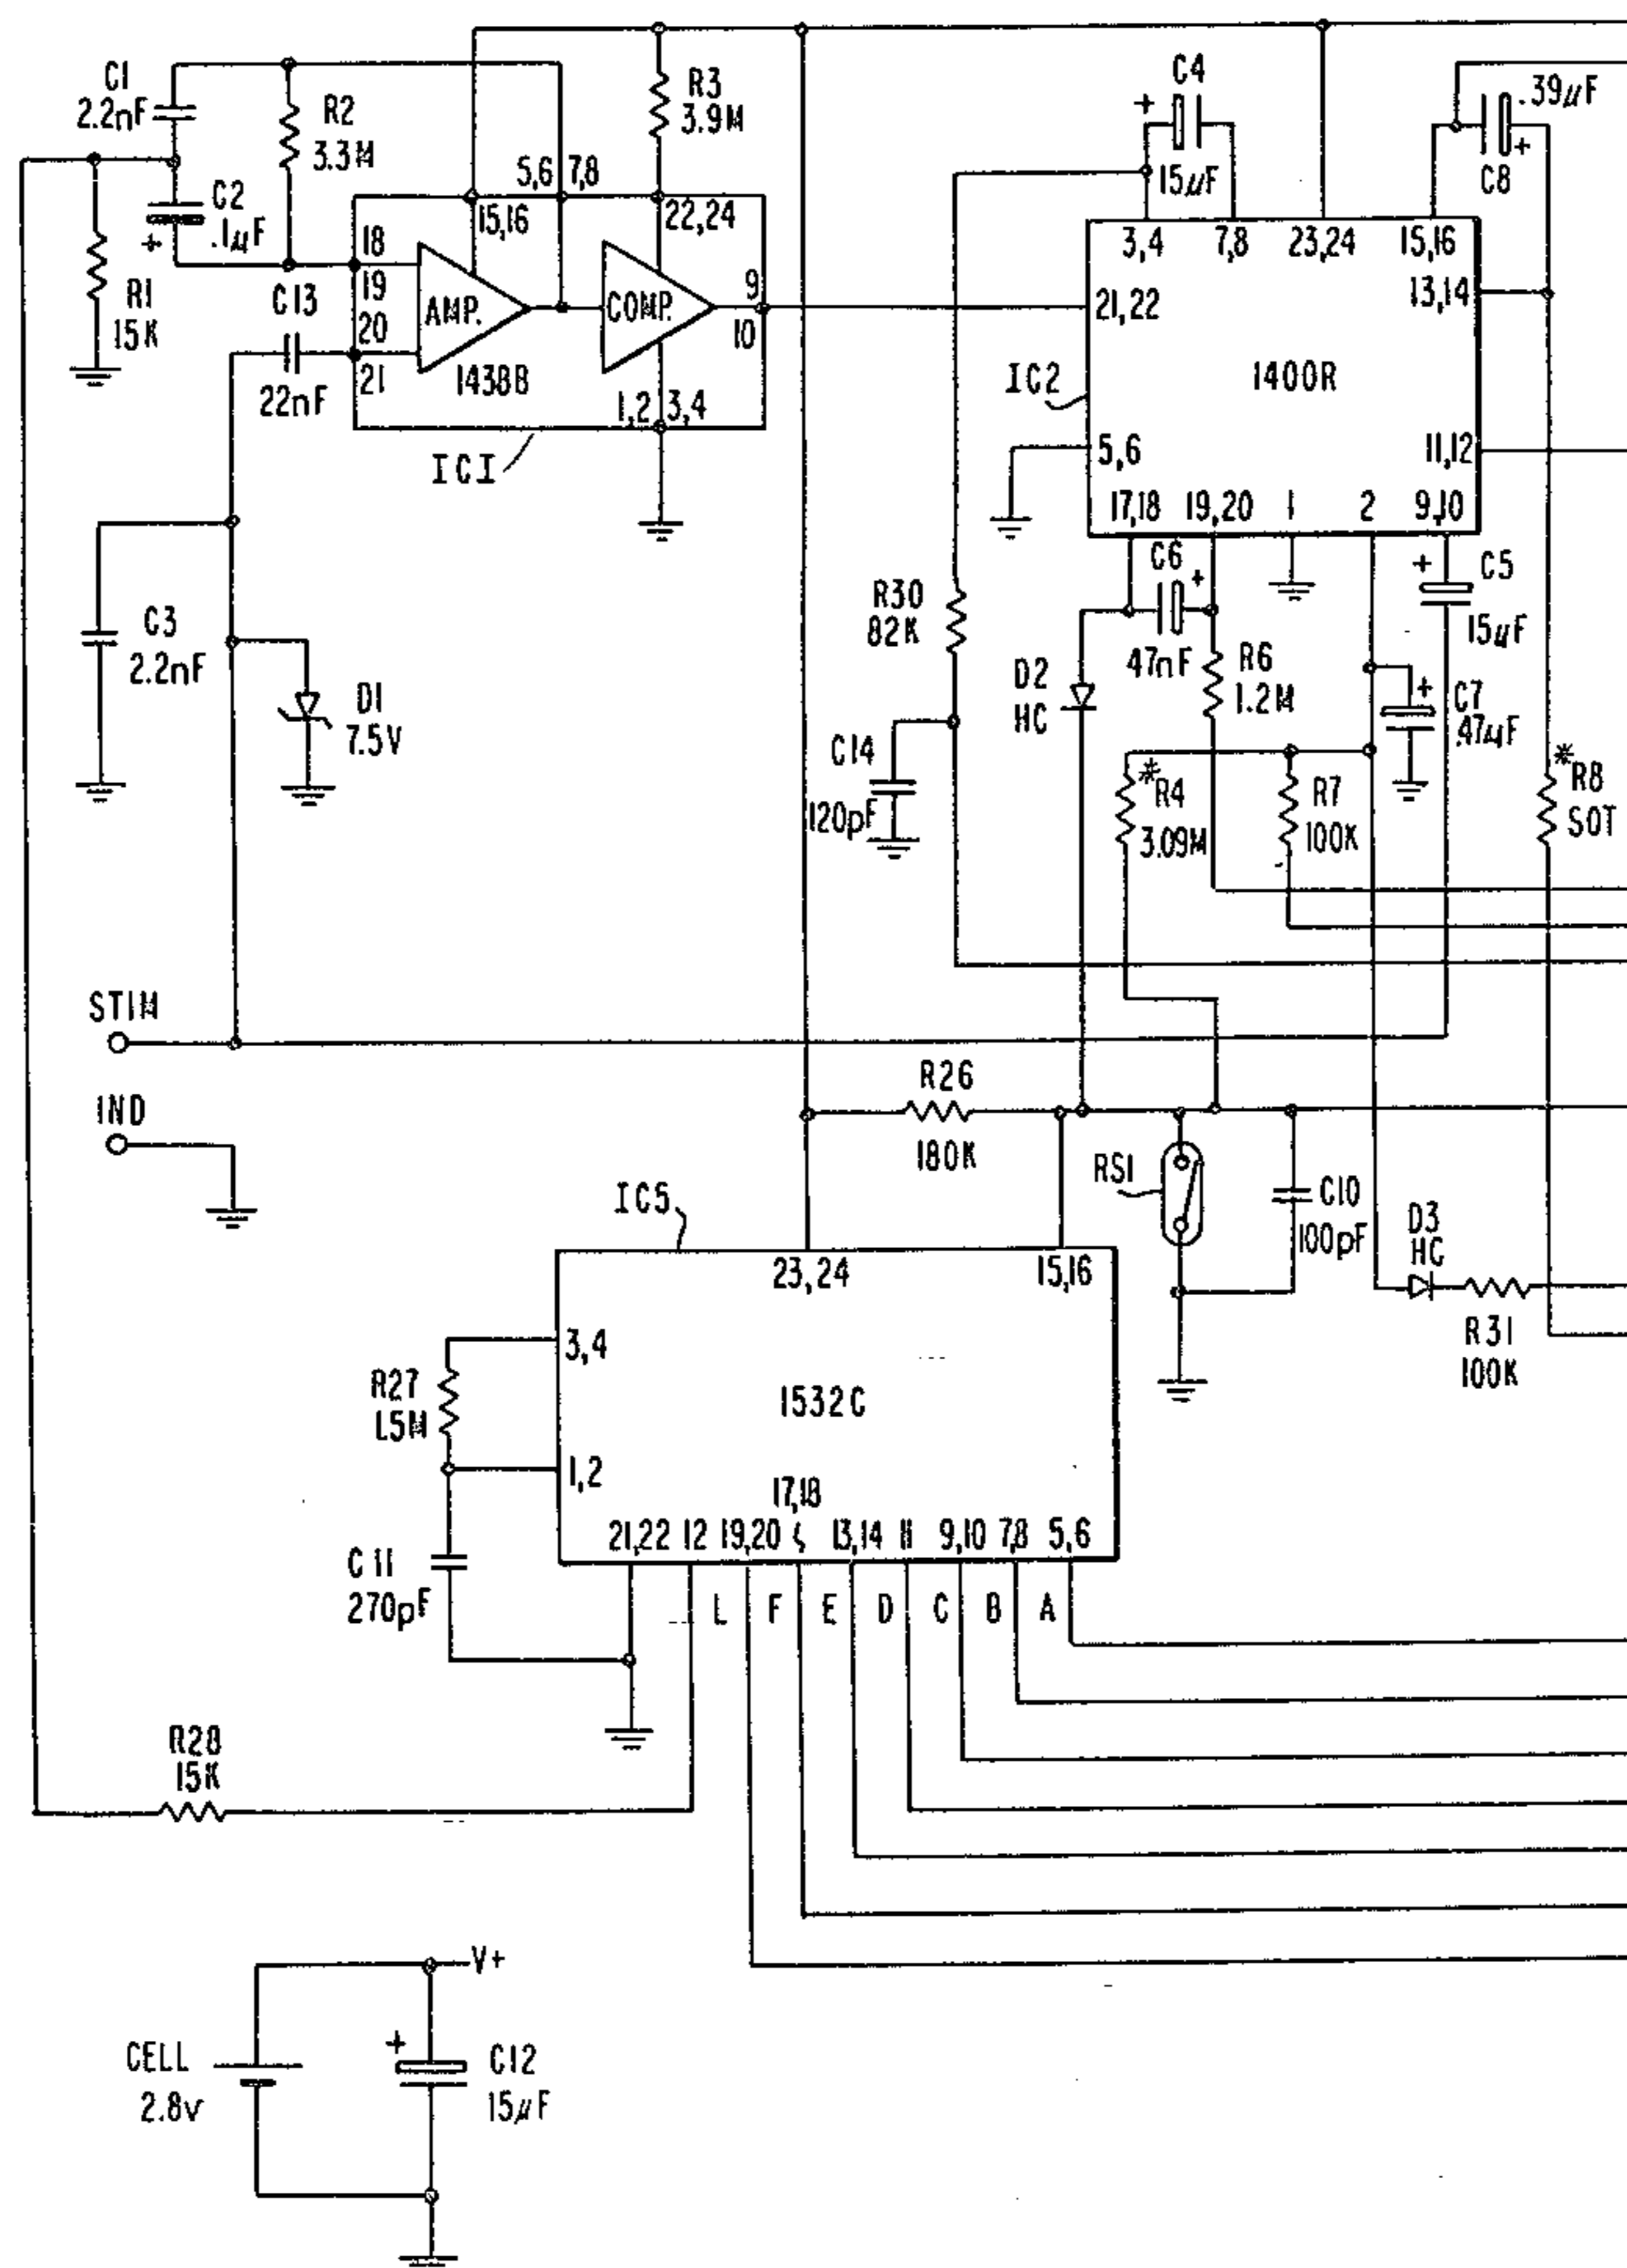 C1
2.2nF
R2
3.3M
R3
3.9M
C4
+
15µF
.39µF
+
C8
C2
.1µF
+
R1
15K
5,6
7,8
15,16
22,24
18
19
20
21
C13
22nF
AMP.
COMP.
1438B
9
10
1,2
3,4
IC1
3,4
7,8
23,24
15,16
13,14
21,22
1400R
IC2
5,6
11,12
17,18
19,20
1
2
9,10
C3
2.2nF
D1
7.5V
R30
82K
C14
120pF
C6
+
47nF
D2
HC
R6
1.2M
+
C5
15µF
+
C7
.47µF
*
R4
3.09M
R7
100K
*
R8
SOT
STIM
IND
R26
180K
RS1
C10
100pF
D3
HC
R31
100K
IC5
23,24
15,16
3,4
R27
1.5M
1532C
1,2
17,18
21,22
12
19,20
13,14
11
9,10
7,8
5,6
C11
270pF
L
F
E
D
C
B
A
R28
15K
V+
CELL
2.8v
+
C12
15µF